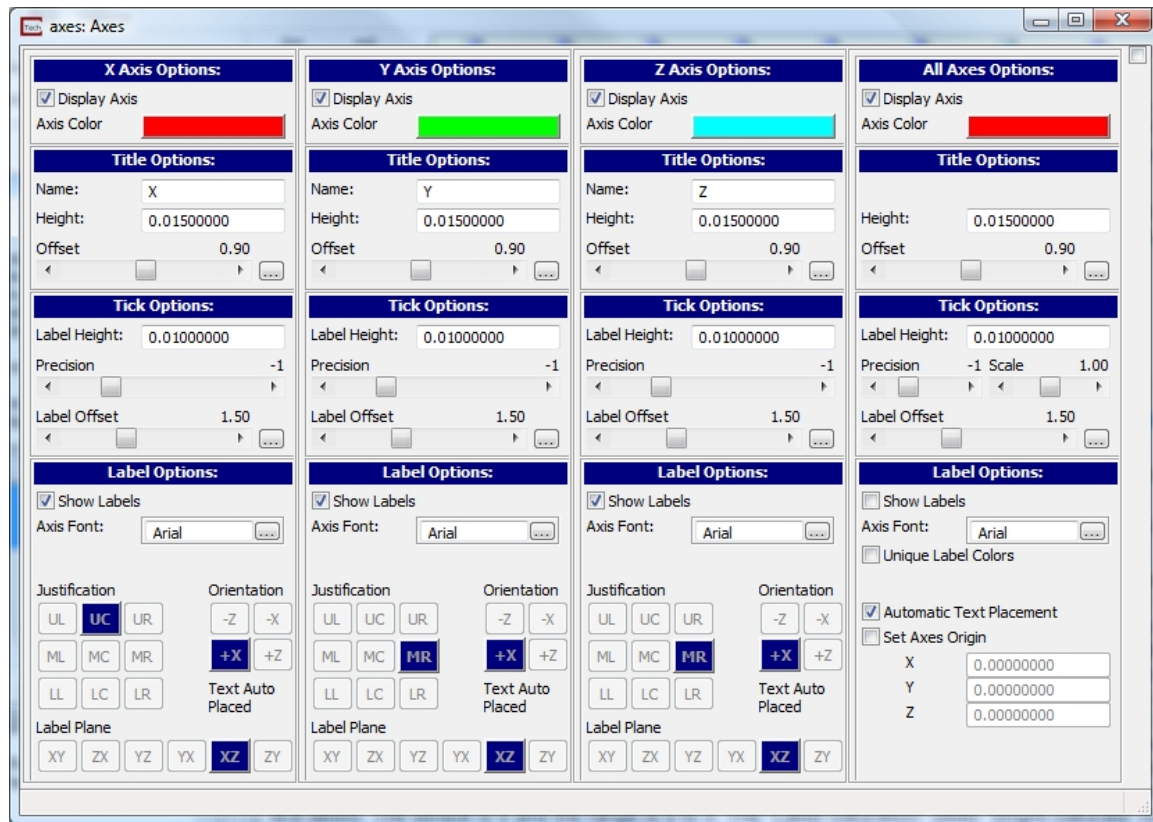 Tech axes: Axes
X Axis Options:
Display Axis
Axis Color
Title Options:
Name: X
Height: 0.01500000
Offset 0.90
...
Tick Options:
Label Height: 0.01000000
Precision -1
Label Offset 1.50
...
Label Options:
Show Labels
Axis Font: Arial ...
Justification Orientation
UL UC UR -Z -X
ML MC MR +X +Z
LL LC LR Text Auto
Placed
Label Plane
XY ZX YZ YX XZ ZY
Y Axis Options:
Display Axis
Axis Color
Title Options:
Name: Y
Height: 0.01500000
Offset 0.90
...
Tick Options:
Label Height: 0.01000000
Precision -1
Label Offset 1.50
...
Label Options:
Show Labels
Axis Font: Arial ...
Justification Orientation
UL UC UR -Z -X
ML MC MR +X +Z
LL LC LR Text Auto
Placed
Label Plane
XY ZX YZ YX XZ ZY
Z Axis Options:
Display Axis
Axis Color
Title Options:
Name: Z
Height: 0.01500000
Offset 0.90
...
Tick Options:
Label Height: 0.01000000
Precision -1
Label Offset 1.50
...
Label Options:
Show Labels
Axis Font: Arial ...
Justification Orientation
UL UC UR -Z -X
ML MC MR +X +Z
LL LC LR Text Auto
Placed
Label Plane
XY ZX YZ YX XZ ZY
All Axes Options:
Display Axis
Axis Color
Title Options:
Height: 0.01500000
Offset 0.90
...
Tick Options:
Label Height: 0.01000000
Precision -1 Scale 1.00
Label Offset 1.50
...
Label Options:
Show Labels
Axis Font: Arial ...
Unique Label Colors
Automatic Text Placement
Set Axes Origin
X 0.00000000
Y 0.00000000
Z 0.00000000